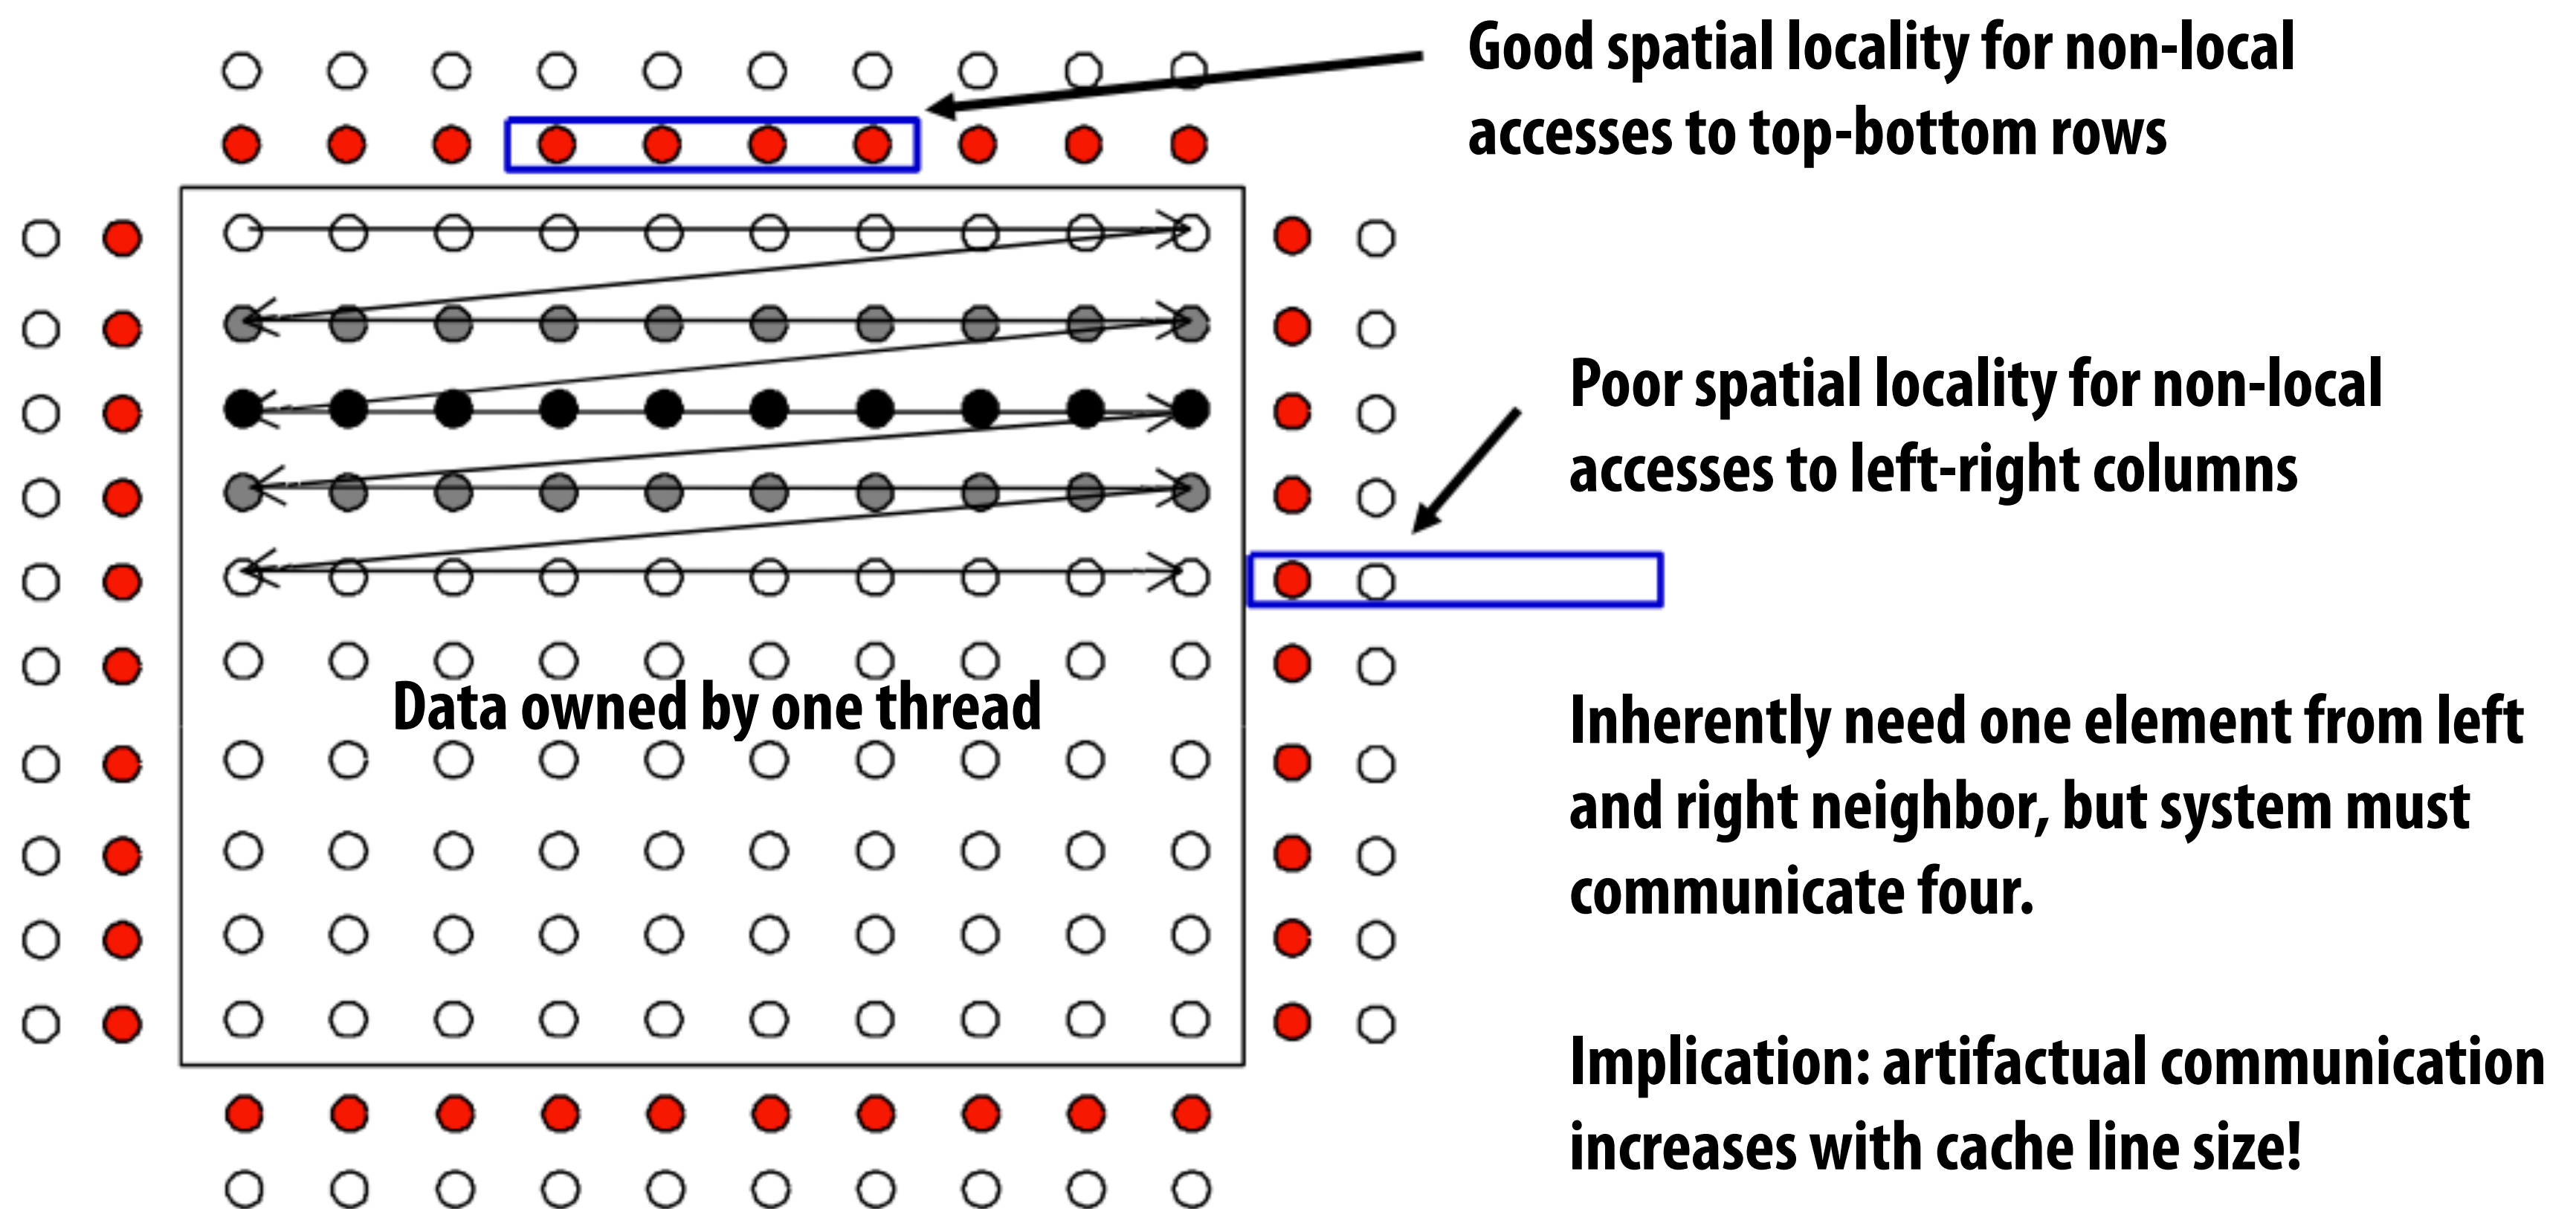 Good spatial locality for non-local
accesses to top-bottom rows
Poor spatial locality for non-local
accesses to left-right columns
Data owned by one thread
Inherently need one element from left
and right neighbor, but system must
communicate four.
Implication: artifactual communication
increases with cache line size!